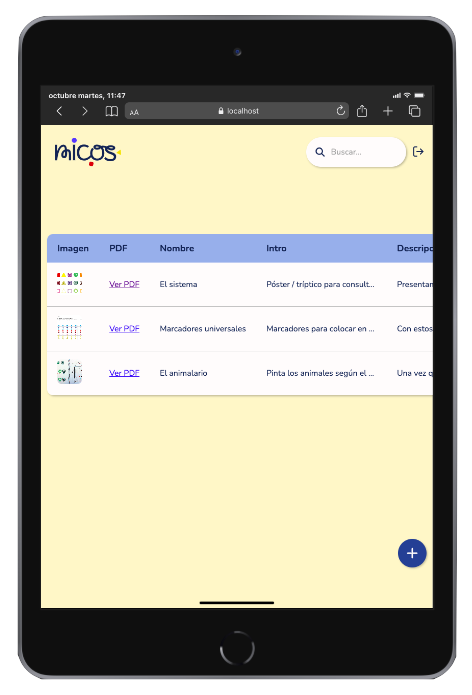 octubre martes, 11:47
AA
localhost
micos
Buscar...
Imagen PDF Nombre Intro Descripc
Ver PDF El sistema Póster / tríptico para consult... Presentan
Ver PDF Marcadores universales Marcadores para colocar en ... Con estos
Ver PDF El animalario Pinta los animales según el ... Una vez q